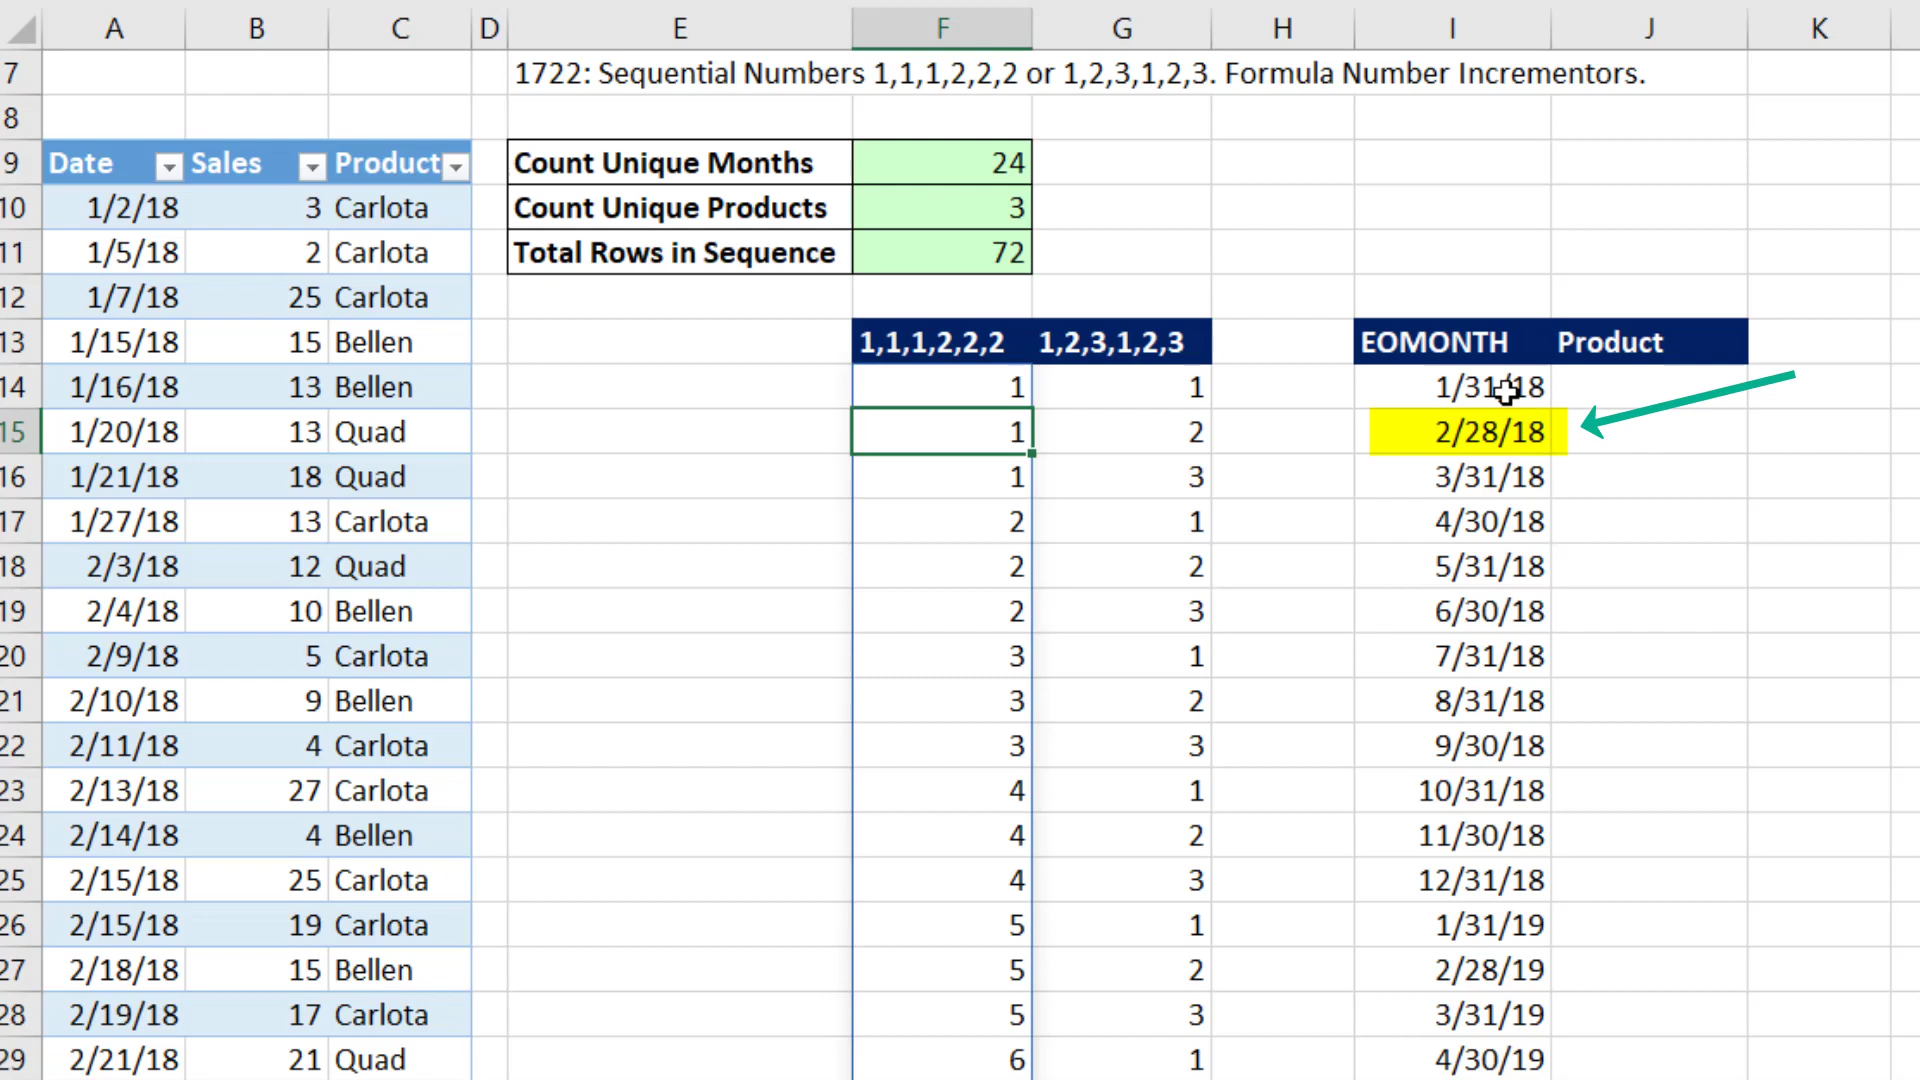 A B C D E F G H I J K
7 1722: Sequential Numbers 1,1,1,2,2,2 or 1,2,3,1,2,3. Formula Number Incrementors.
8
9 Date Sales Product Count Unique Months 24
10 1/2/18 3 Carlota Count Unique Products 3
11 1/5/18 2 Carlota Total Rows in Sequence 72
12 1/7/18 25 Carlota
13 1/15/18 15 Bellen 1,1,1,2,2,2 1,2,3,1,2,3 EOMONTH Product
14 1/16/18 13 Bellen 1 1 1/31/18
15 1/20/18 13 Quad 1 2 2/28/18
16 1/21/18 18 Quad 1 3 3/31/18
17 1/27/18 13 Carlota 2 1 4/30/18
18 2/3/18 12 Quad 2 2 5/31/18
19 2/4/18 10 Bellen 2 3 6/30/18
20 2/9/18 5 Carlota 3 1 7/31/18
21 2/10/18 9 Bellen 3 2 8/31/18
22 2/11/18 4 Carlota 3 3 9/30/18
23 2/13/18 27 Carlota 4 1 10/31/18
24 2/14/18 4 Bellen 4 2 11/30/18
25 2/15/18 25 Carlota 4 3 12/31/18
26 2/15/18 19 Carlota 5 1 1/31/19
27 2/18/18 15 Bellen 5 2 2/28/19
28 2/19/18 17 Carlota 5 3 3/31/19
29 2/21/18 21 Quad 6 1 4/30/19